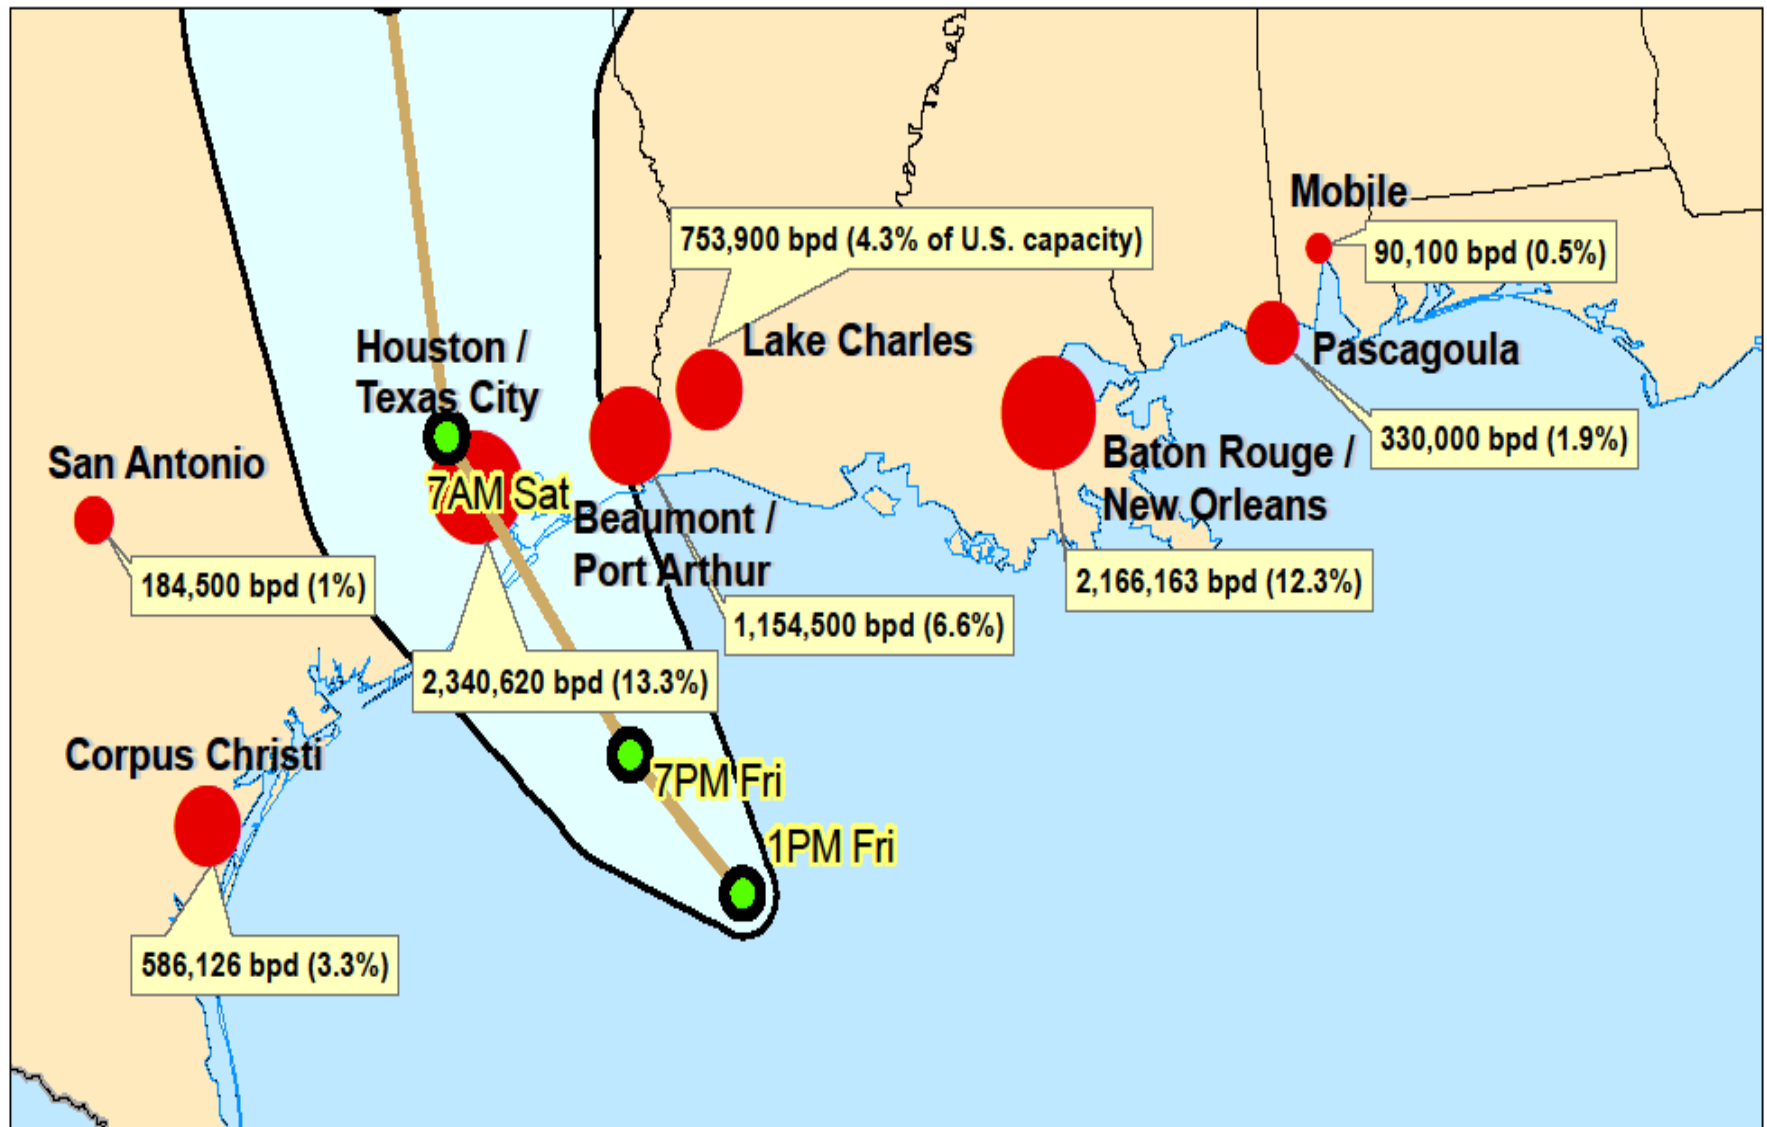 Mobile
753,900 bpd (4.3% of U.S. capacity)
90,100 bpd (0.5%)
Houston /
Texas City
Lake Charles
Pascagoula
San Antonio
7AM Sat
Beaumont /
Port Arthur
Baton Rouge /
New Orleans
330,000 bpd (1.9%)
184,500 bpd (1%)
2,166,163 bpd (12.3%)
1,154,500 bpd (6.6%)
2,340,620 bpd (13.3%)
Corpus Christi
7PM Fri
1PM Fri
586,126 bpd (3.3%)